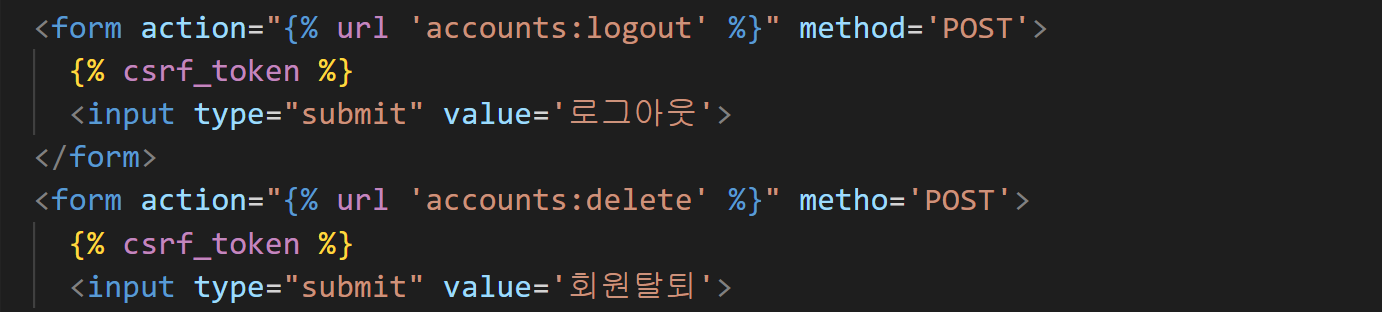 <form action="{% url 'accounts:logout' %}" method='POST'>
{% csrf_token %}
<input type="submit" value='로그아웃'>
</form>
<form action="{% url 'accounts:delete' %}" metho='POST'>
{% csrf_token %}
<input type="submit" value='회원탈퇴'>